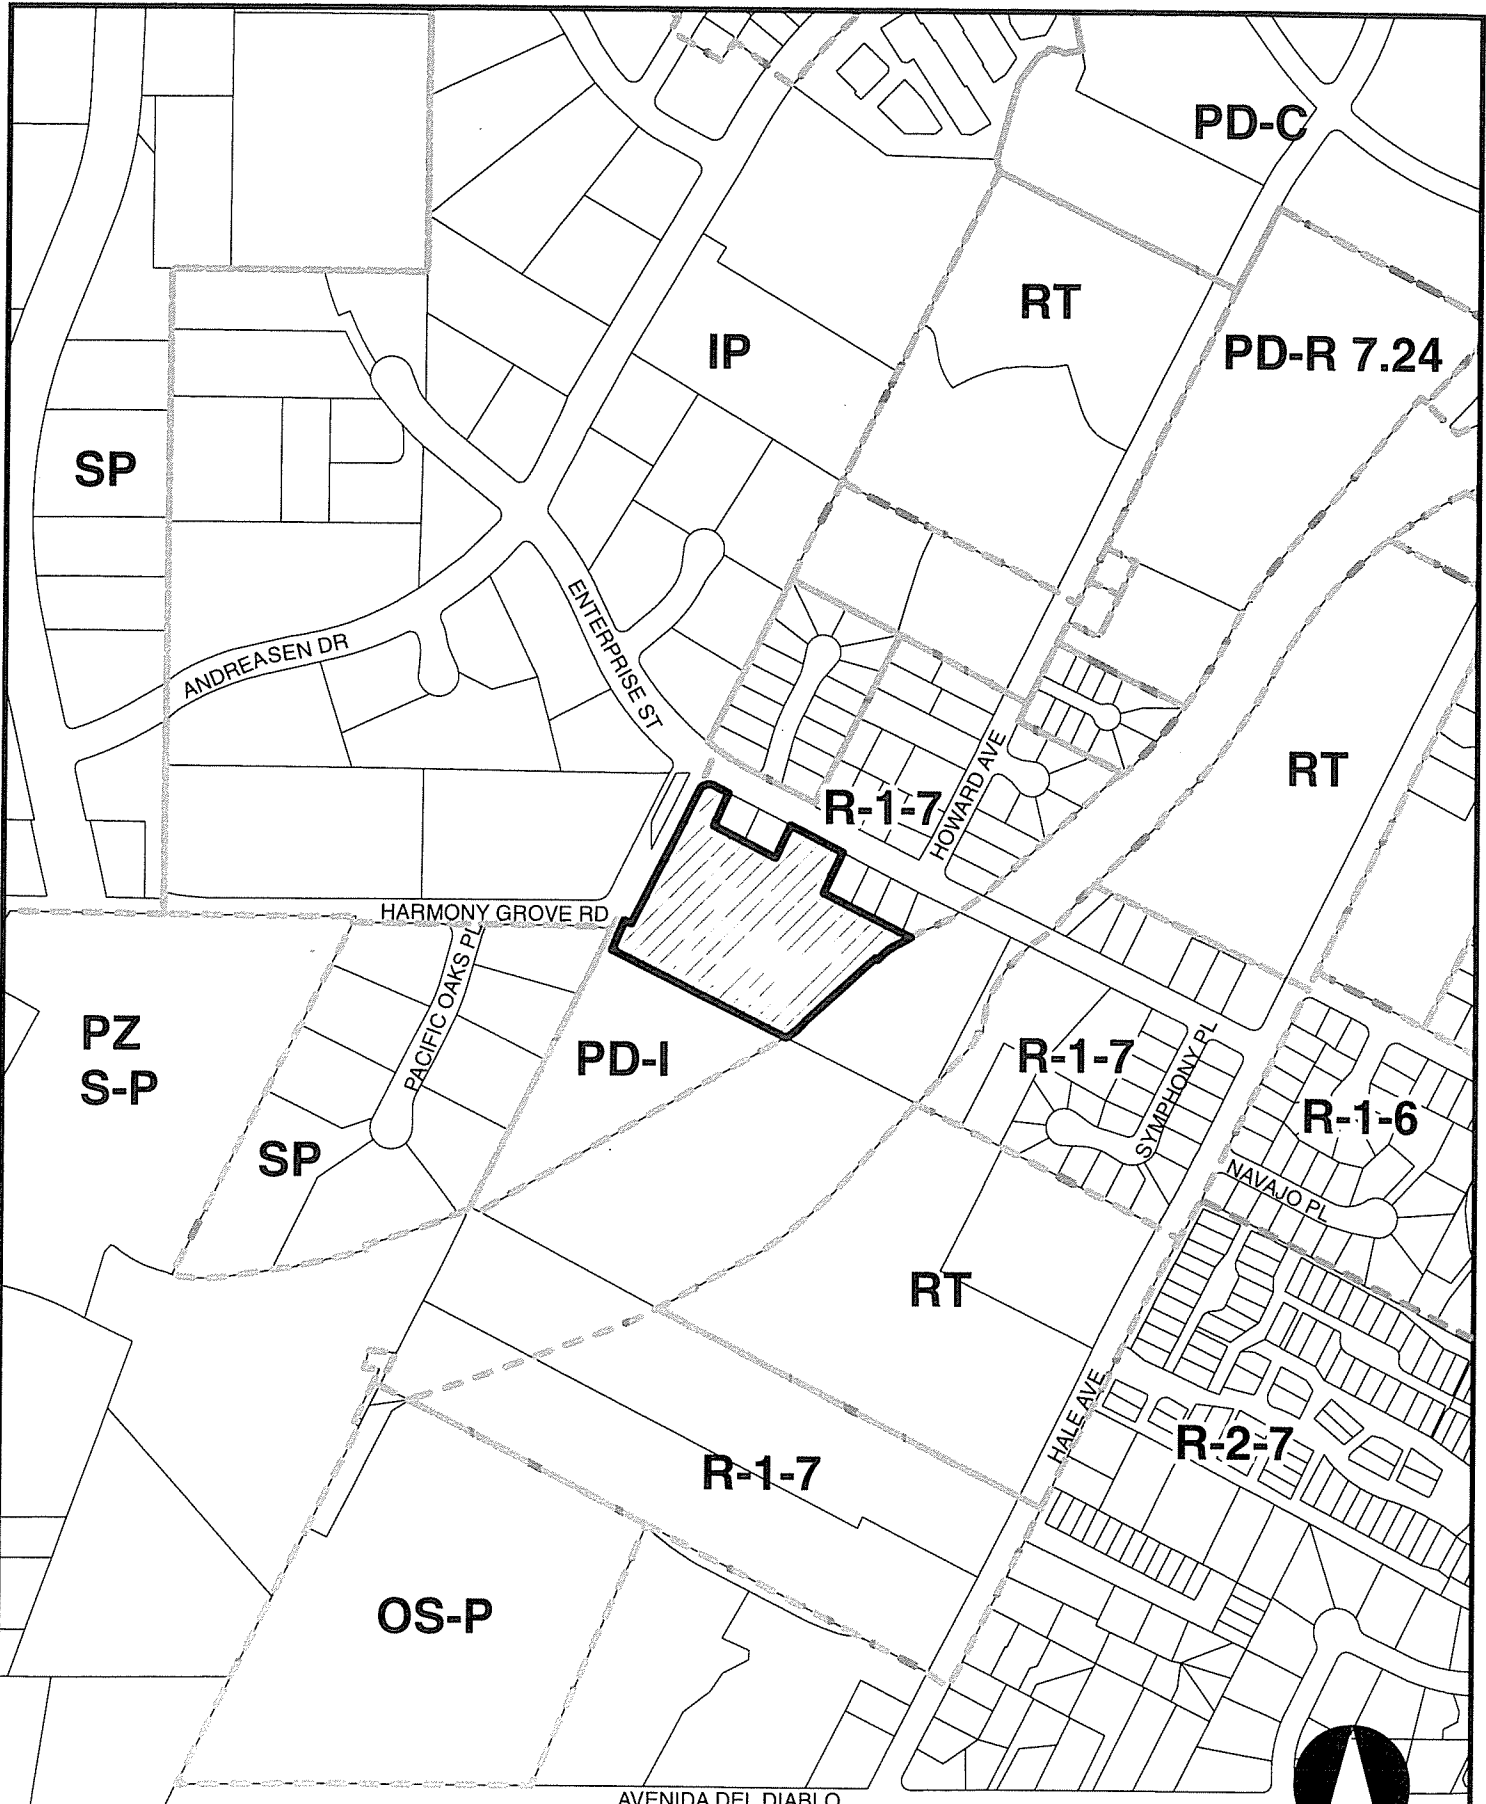 PD-C
RT
IP
PD-R 7.24
SP
ENTERPRISE ST
ANDREASEN DR
HOWARD AVE
RT
R-1-7
HARMONY GROVE RD
PACIFIC OAKS PL
PZ
S-P
PD-I
R-1-7
SYMPHONY PL
R-1-6
SP
NAVAJO PL
RT
HALE AVE
R-2-7
R-1-7
OS-P
AVENIDA DEL DIABLO